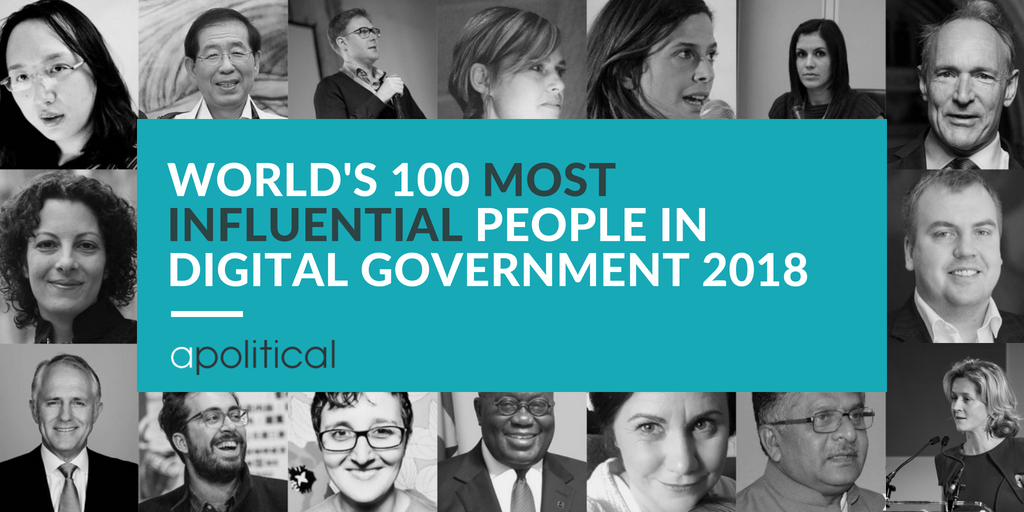 WORLD'S 100 MOST
INFLUENTIAL PEOPLE IN
DIGITAL GOVERNMENT 2018
apolitical